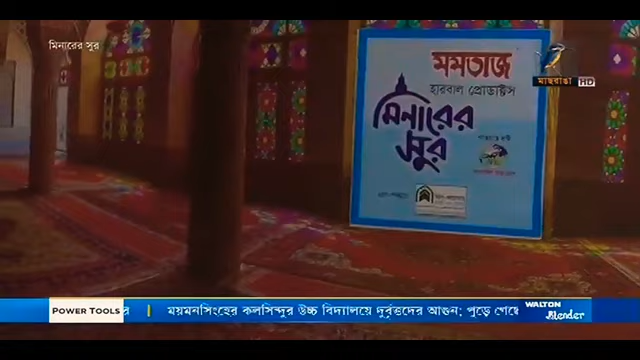 মিনারের সুর
মমতাজ
হারবাল প্রোডাক্টস
মিনারের
সুর
মাছরাঙা HD
POWER TOOLS
ময়মনসিংহের কলসিন্দুর উচ্চ বিদ্যালয়ে দুর্বৃত্তদের আগুন; পুড়ে গেছে
WALTON
Blender